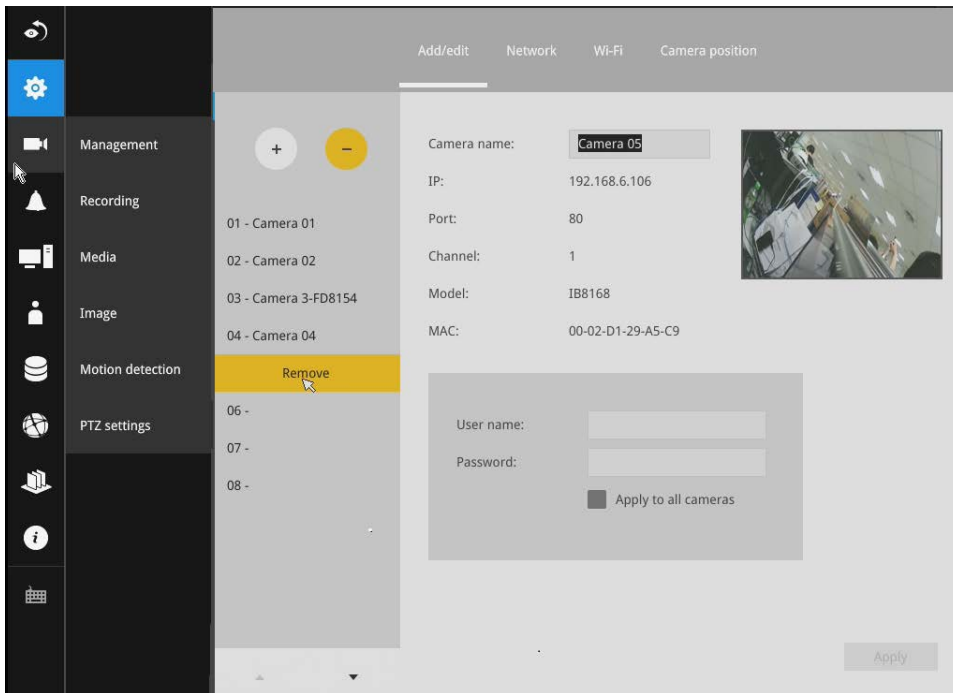 Add/edit Network Wi-Fi Camera position
Management
Recording
Media
Image
Motion detection
PTZ settings
+ −
01 - Camera 01
02 - Camera 02
03 - Camera 3-FD8154
04 - Camera 04
Remove
06 -
07 -
08 -
Camera name: Camera 05
IP: 192.168.6.106
Port: 80
Channel: 1
Model: IB8168
MAC: 00-02-D1-29-A5-C9
User name:
Password:
Apply to all cameras
Apply